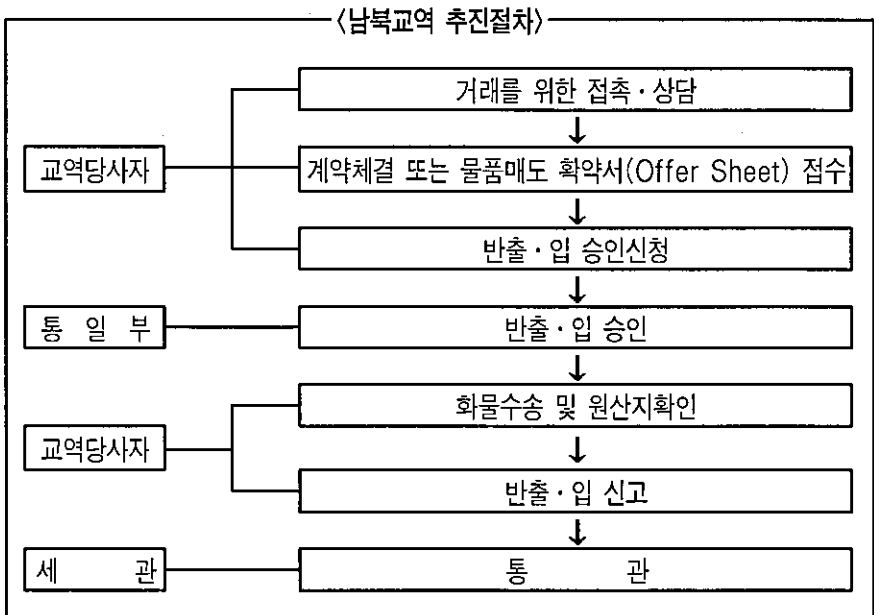 〈남북교역 추진절차〉
거래를 위한 접촉·상담
교역당사자
계약체결 또는 물품매도 확약서(Offer Sheet) 접수
반출·입 승인신청
통 일 부
반출·입 승인
화물수송 및 원산지확인
교역당사자
반출·입 신고
세 관
통 관